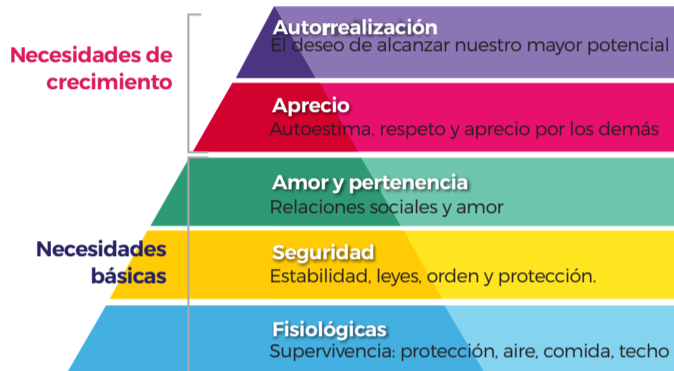 Necesidades de
crecimiento
Autorrealización
El deseo de alcanzar nuestro mayor potencial
Aprecio
Autoestima, respeto y aprecio por los demás
Amor y pertenencia
Relaciones sociales y amor
Necesidades
básicas
Seguridad
Estabilidad, leyes, orden y protección.
Fisiológicas
Supervivencia: protección, aire, comida, techo